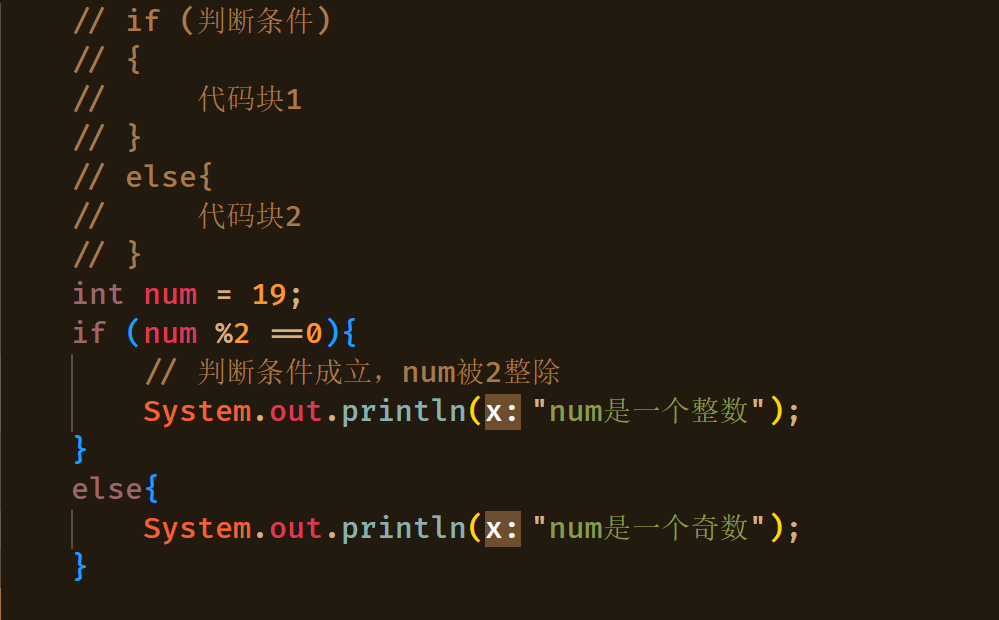 // if (判断条件)
// {
//     代码块1
// }
// else{
//     代码块2
// }
int num = 19;
if (num %2 ==0){
    // 判断条件成立，num被2整除
    System.out.println(x: "num是一个整数");
}
else{
    System.out.println(x: "num是一个奇数");
}